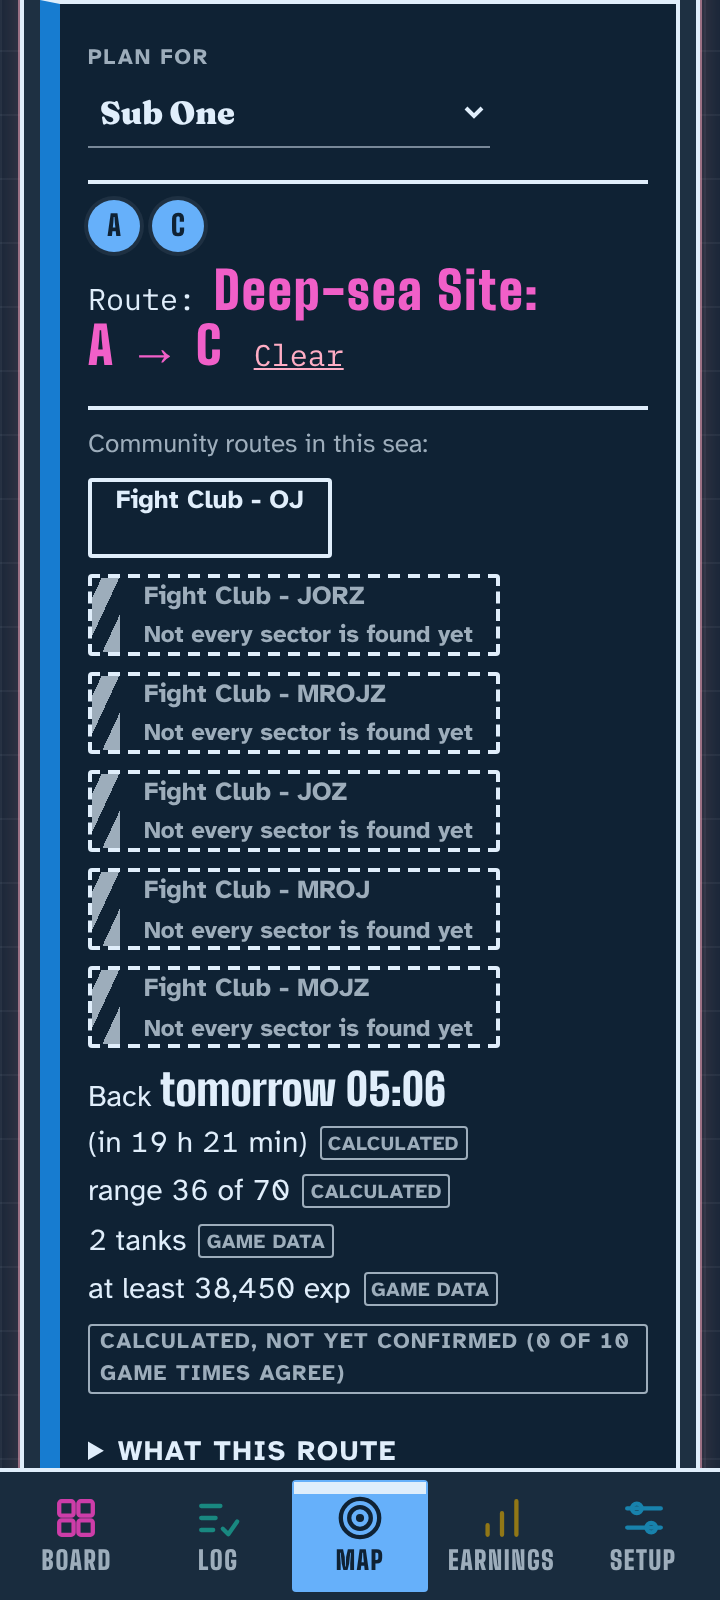 PLAN FOR
Sub One
A C
Route: Deep-sea Site:
A → C Clear
Community routes in this sea:
Fight Club - OJ
Fight Club - JORZ
Not every sector is found yet
Fight Club - MROJZ
Not every sector is found yet
Fight Club - JOZ
Not every sector is found yet
Fight Club - MROJ
Not every sector is found yet
Fight Club - MOJZ
Not every sector is found yet
Back tomorrow 05:06
(in 19 h 21 min) CALCULATED
range 36 of 70 CALCULATED
2 tanks GAME DATA
at least 38,450 exp GAME DATA
CALCULATED, NOT YET CONFIRMED (0 OF 10
GAME TIMES AGREE)
▶ WHAT THIS ROUTE
BOARD LOG MAP EARNINGS SETUP